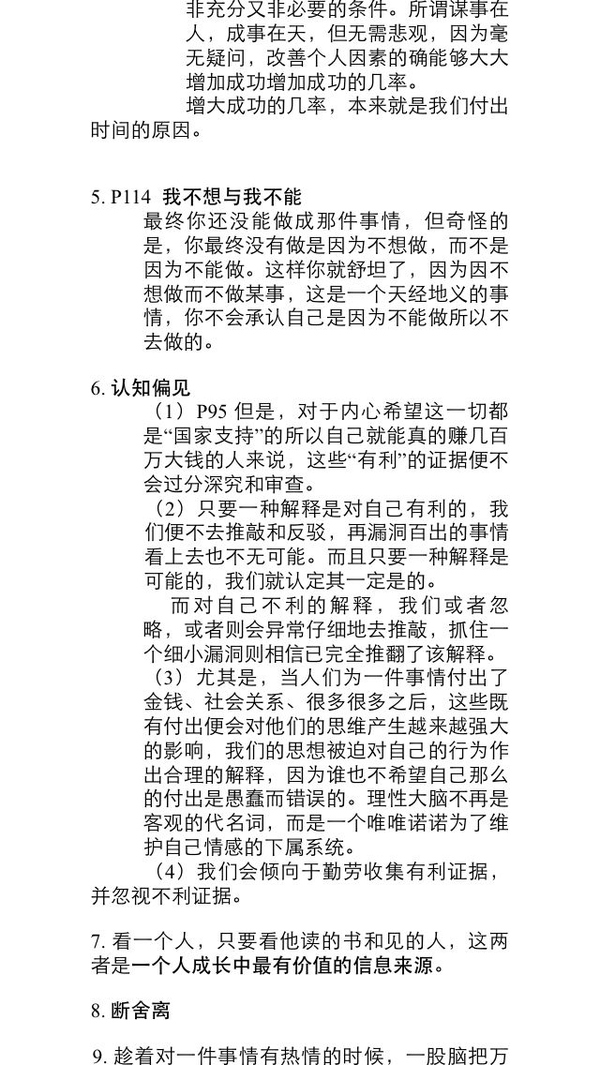 非充分又非必要的条件。所谓谋事在
人，成事在天，但无需悲观，因为毫
无疑问，改善个人因素的确能够大大
增加成功增加成功的几率。
增大成功的几率，本来就是我们付出
时间的原因。
5. P114 我不想与我不能
最终你还没能做成那件事情，但奇怪的
是，你最终没有做是因为不想做，而不是
因为不能做。这样你就舒坦了，因为因不
想做而不做某事，这是一个天经地义的事
情，你不会承认自己是因为不能做所以不
去做的。
6. 认知偏见
（1）P95 但是，对于内心希望这一切都
是“国家支持”的所以自己就能真的赚几百
万大钱的人来说，这些“有利”的证据便不
会过分深究和审查。
（2）只要一种解释是对自己有利的，我
们便不去推敲和反驳，再漏洞百出的事情
看上去也不无可能。而且只要一种解释是
可能的，我们就认定其一定是的。
而对自己不利的解释，我们或者忽
略，或者则会异常仔细地去推敲，抓住一
个细小漏洞则相信已完全推翻了该解释。
（3）尤其是，当人们为一件事情付出了
金钱、社会关系、很多很多之后，这些既
有付出便会对他们的思维产生越来越强大
的影响，我们的思想被迫对自己的行为作
出合理的解释，因为谁也不希望自己那么
的付出是愚蠢而错误的。理性大脑不再是
客观的代名词，而是一个唯唯诺诺为了维
护自己情感的下属系统。
（4）我们会倾向于勤劳收集有利证据，
并忽视不利证据。
7. 看一个人，只要看他读的书和见的人，这两
者是一个人成长中最有价值的信息来源。
8. 断舍离
9. 趁着对一件事情有热情的时候，一股脑把万